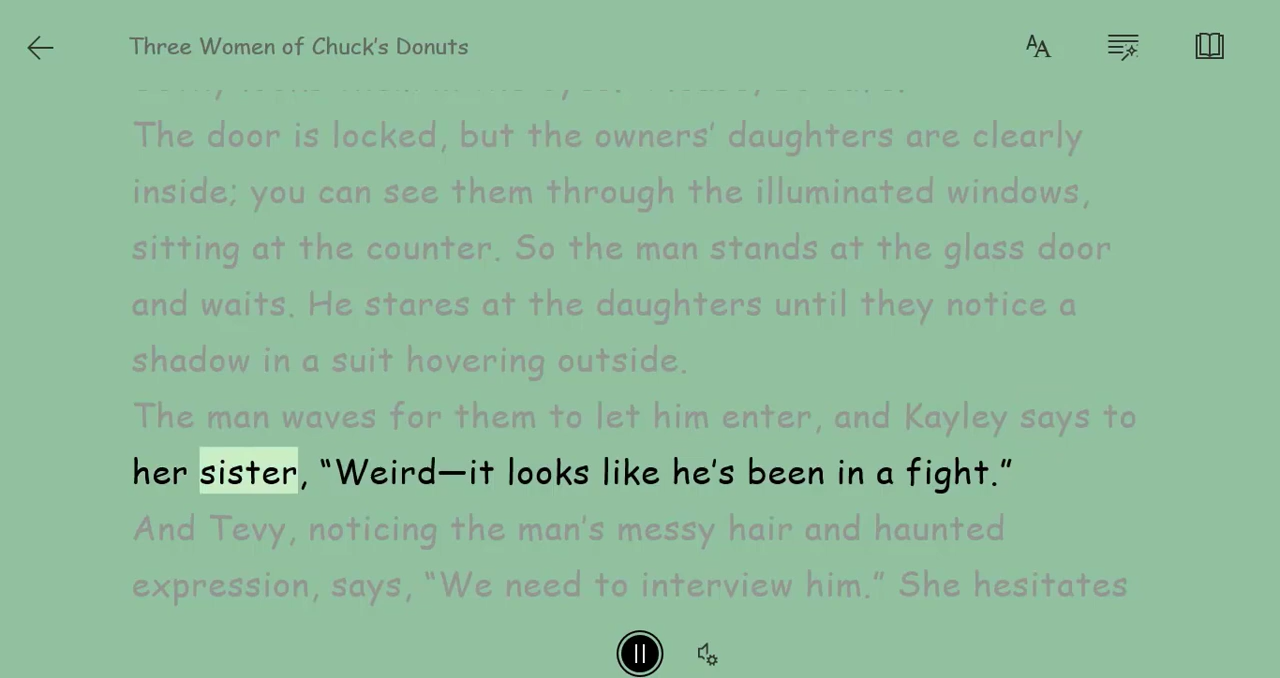 Three Women of Chuck's Donuts
The door is locked, but the owners' daughters are clearly
inside; you can see them through the illuminated windows,
sitting at the counter. So the man stands at the glass door
and waits. He stares at the daughters until they notice a
shadow in a suit hovering outside.
The man waves for them to let him enter, and Kayley says to
her sister, “Weird—it looks like he's been in a fight.”
And Tevy, noticing the man's messy hair and haunted
expression, says, “We need to interview him.” She hesitates